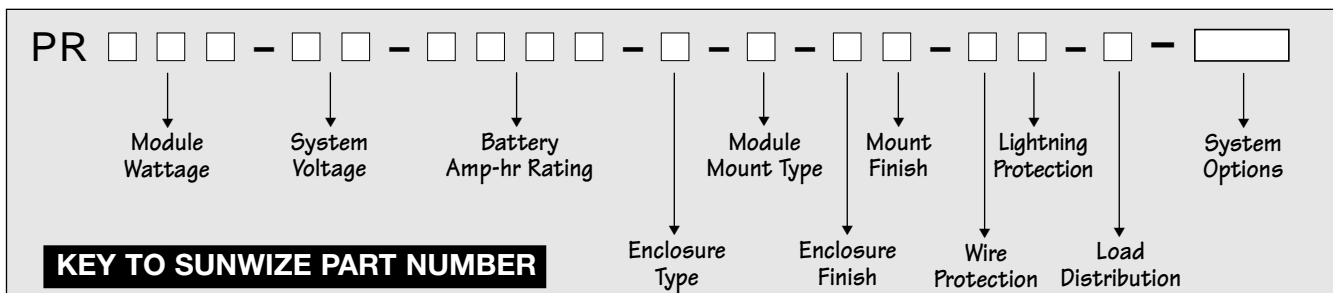 PR - - - - - - - -
Module Wattage
System Voltage
Battery Amp-hr Rating
Module Mount Type
Mount Finish
Lightning Protection
System Options
Enclosure Type
Enclosure Finish
Wire Protection
Load Distribution
KEY TO SUNWIZE PART NUMBER